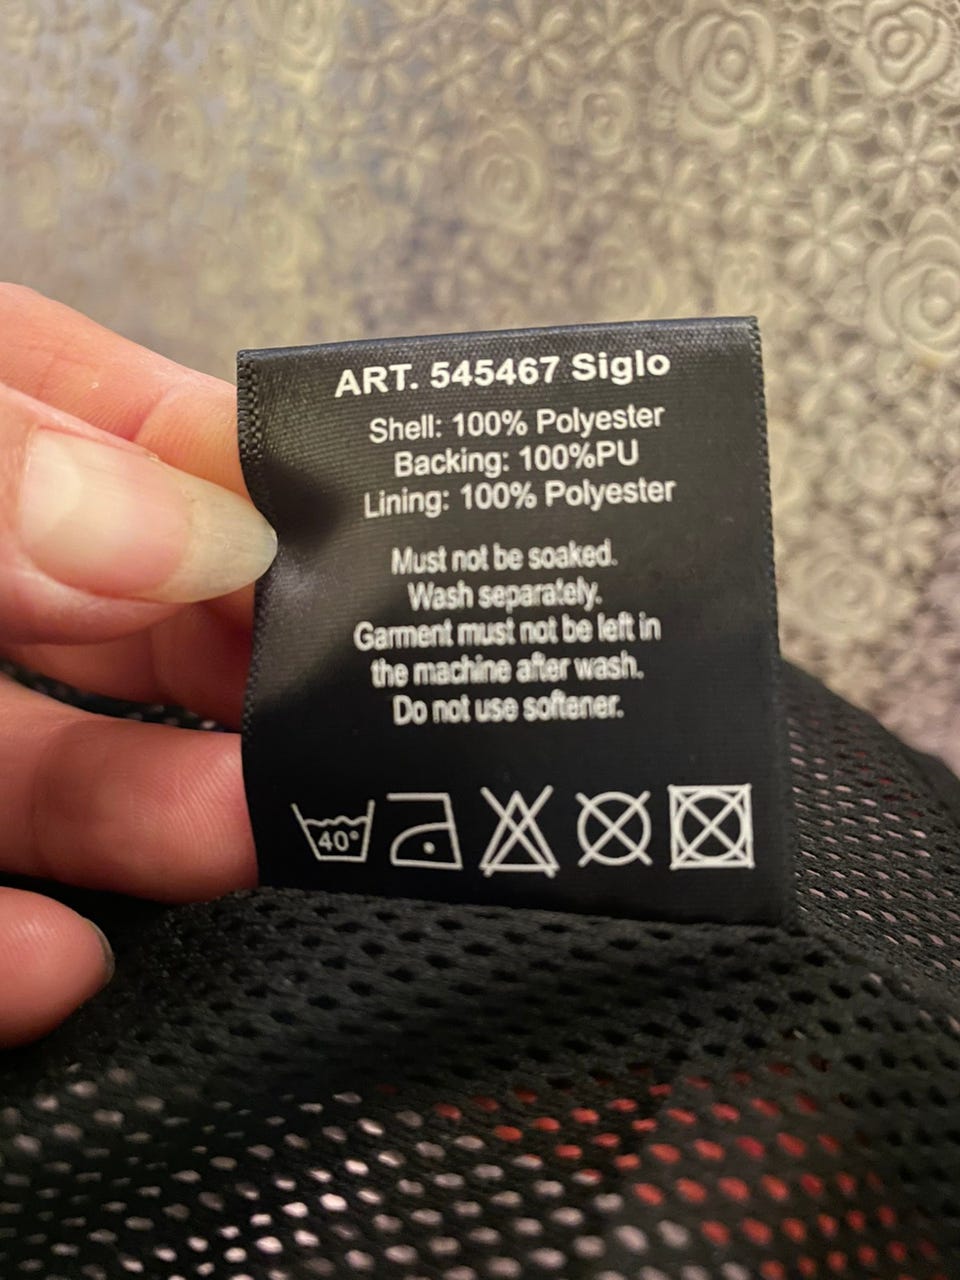 ART. 545467 Siglo
Shell: 100% Polyester
Backing: 100%PU
Lining: 100% Polyester
Must not be soaked.
Wash separately.
Garment must not be left in
the machine after wash.
Do not use softener.
40°